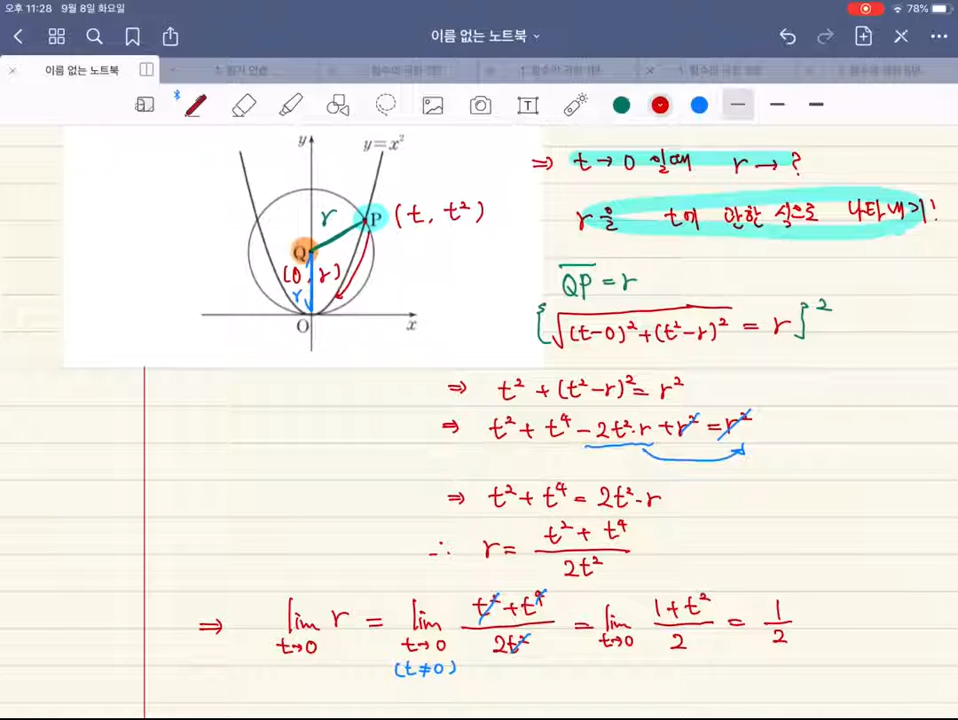 오후 11:28 9월 8일 화요일
78%
이름 없는 노트북
이름 없는 노트북
y
y=x²
⇒ t → 0 일때 r → ?
r
P (t, t²)
r을 t에 관한 식으로 나타내기!
Q
(0, r)
r
O
x
QP = r
{√((t-0)²+(t²-r)²) = r}²
⇒ t² + (t²-r)² = r²
⇒ t² + t⁴ - 2t²·r + r² = r²
⇒ t² + t⁴ = 2t²·r
∴ r = (t² + t⁴)/(2t²)
⇒ lim t→0 r = lim t→0 (t²+t⁴)/(2t²) = lim t→0 (1+t²)/2 = 1/2
(t≠0)